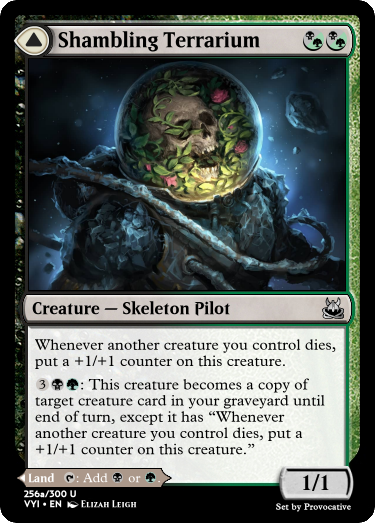 Shambling Terrarium
Creature — Skeleton Pilot
Whenever another creature you control dies,
put a +1/+1 counter on this creature.
3: This creature becomes a copy of
target creature card in your graveyard until
end of turn, except it has “Whenever
another creature you control dies, put a
+1/+1 counter on this creature.”
Land : Add or .
1/1
256a/300 U
VYI • EN Elizah Leigh
Set by Provocative